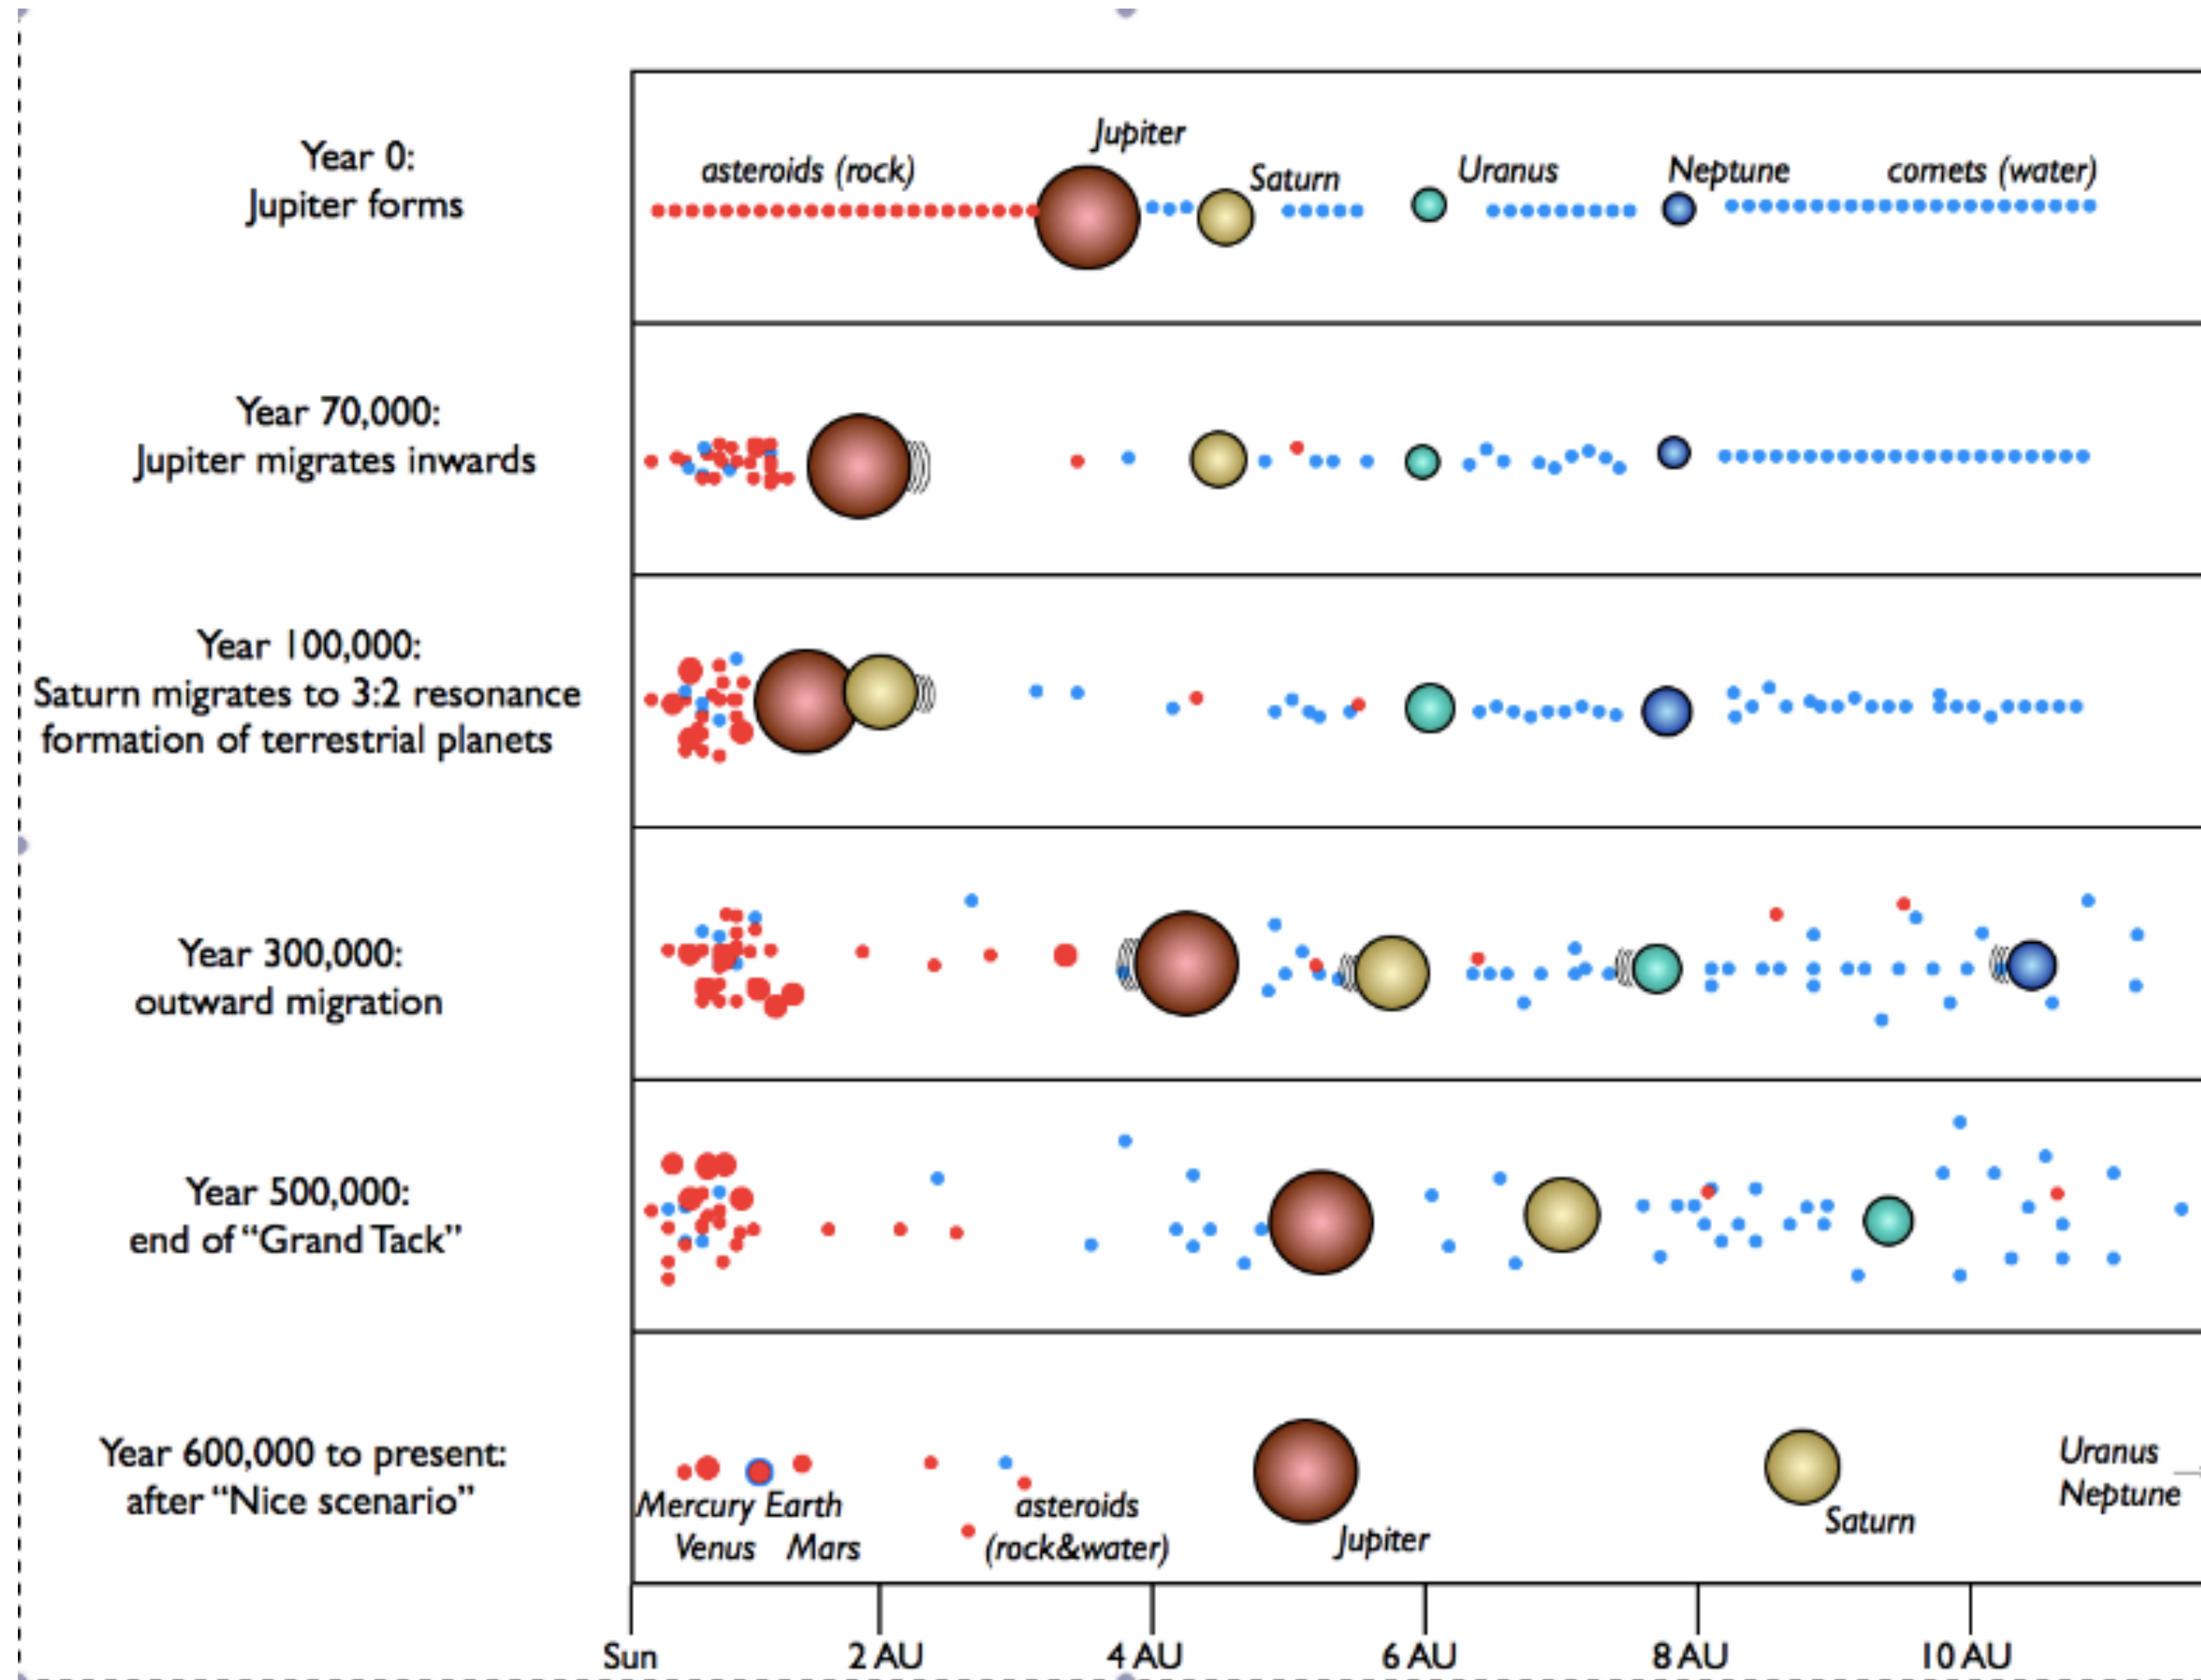 Year 0:
Jupiter forms
asteroids (rock)
Jupiter
Saturn
Uranus
Neptune
comets (water)
Year 70,000:
Jupiter migrates inwards
Year 100,000:
Saturn migrates to 3:2 resonance
formation of terrestrial planets
Year 300,000:
outward migration
Year 500,000:
end of “Grand Tack”
Year 600,000 to present:
after “Nice scenario”
Mercury Earth
Venus Mars
asteroids
(rock&water)
Jupiter
Saturn
Uranus
Neptune
Sun 2 AU 4 AU 6 AU 8 AU 10 AU